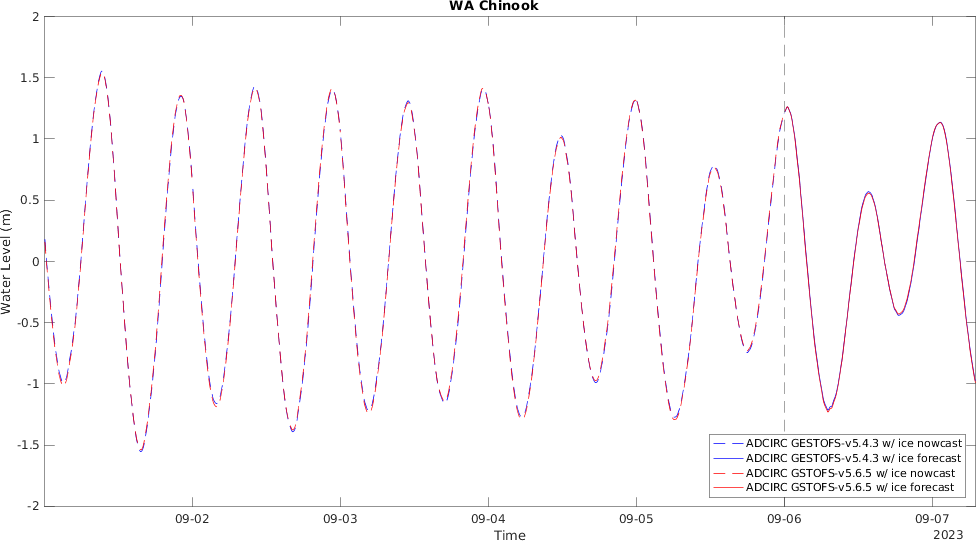 WA Chinook
2
1.5
1
0.5
0
-0.5
-1
-1.5
-2
Water Level (m)
09-02 09-03 09-04 09-05 09-06 09-07
Time
2023
ADCIRC GESTOFS-v5.4.3 w/ ice nowcast
ADCIRC GESTOFS-v5.4.3 w/ ice forecast
ADCIRC GSTOFS-v5.6.5 w/ ice nowcast
ADCIRC GSTOFS-v5.6.5 w/ ice forecast